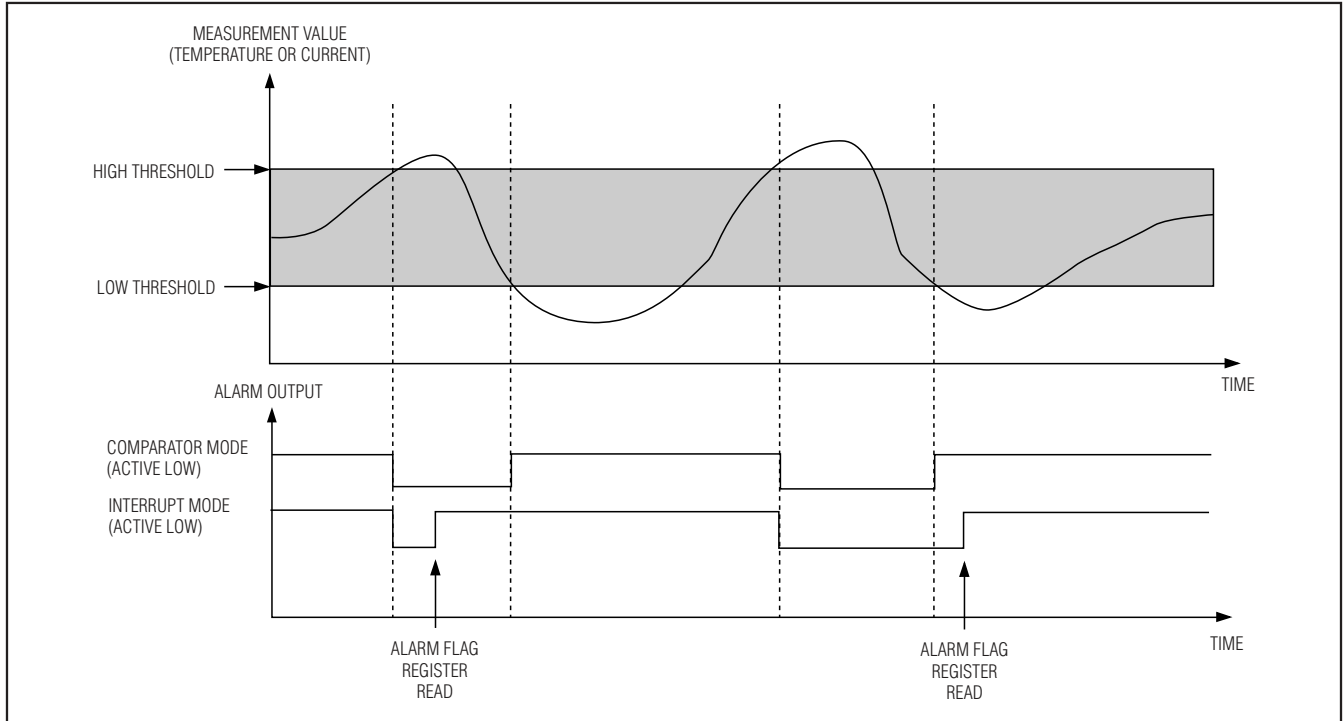 MEASUREMENT VALUE
(TEMPERATURE OR CURRENT)
HIGH THRESHOLD
LOW THRESHOLD
TIME
ALARM OUTPUT
COMPARATOR MODE
(ACTIVE LOW)
INTERRUPT MODE
(ACTIVE LOW)
TIME
ALARM FLAG
REGISTER
READ
ALARM FLAG
REGISTER
READ